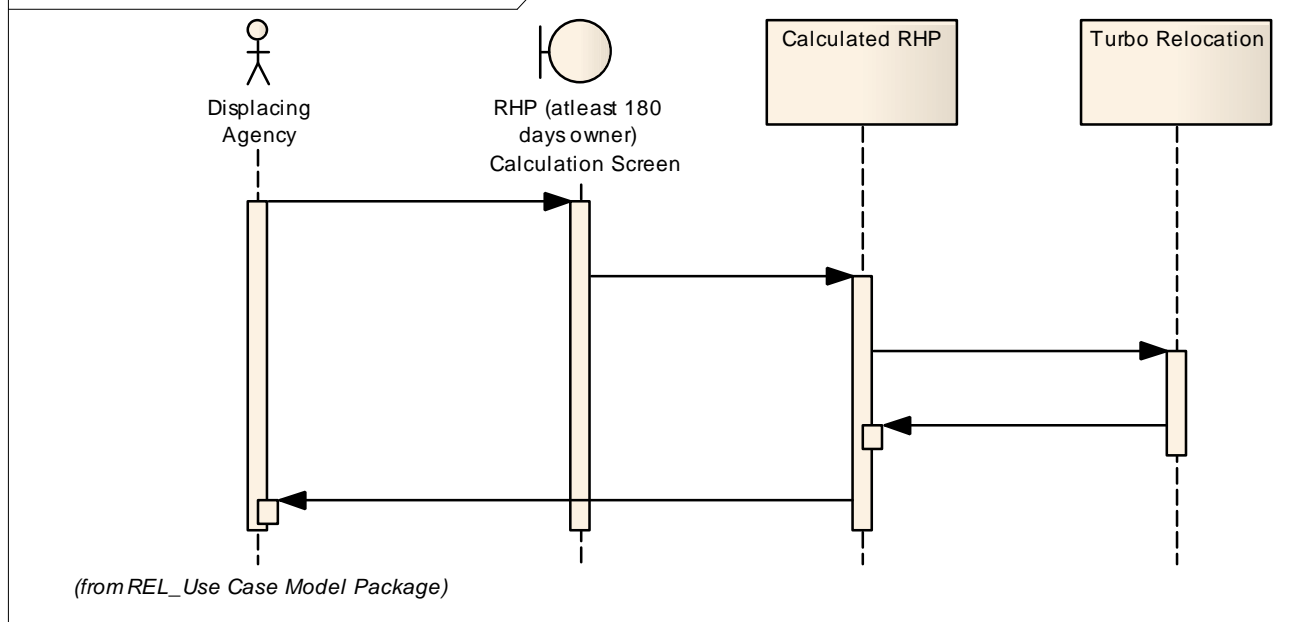 Displacing
Agency
RHP (atleast 180
days owner)
Calculation Screen
Calculated RHP
Turbo Relocation
(from REL_Use Case Model Package)